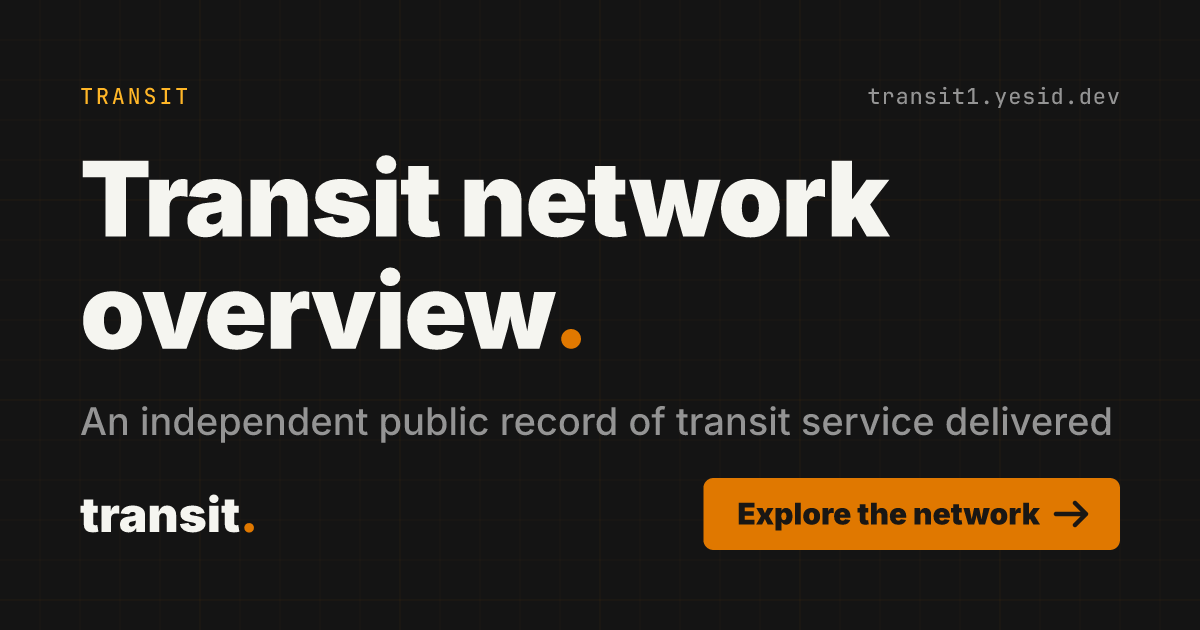 TRANSIT
transit1.yesid.dev
Transit network
overview.
An independent public record of transit service delivered
transit.
Explore the network →